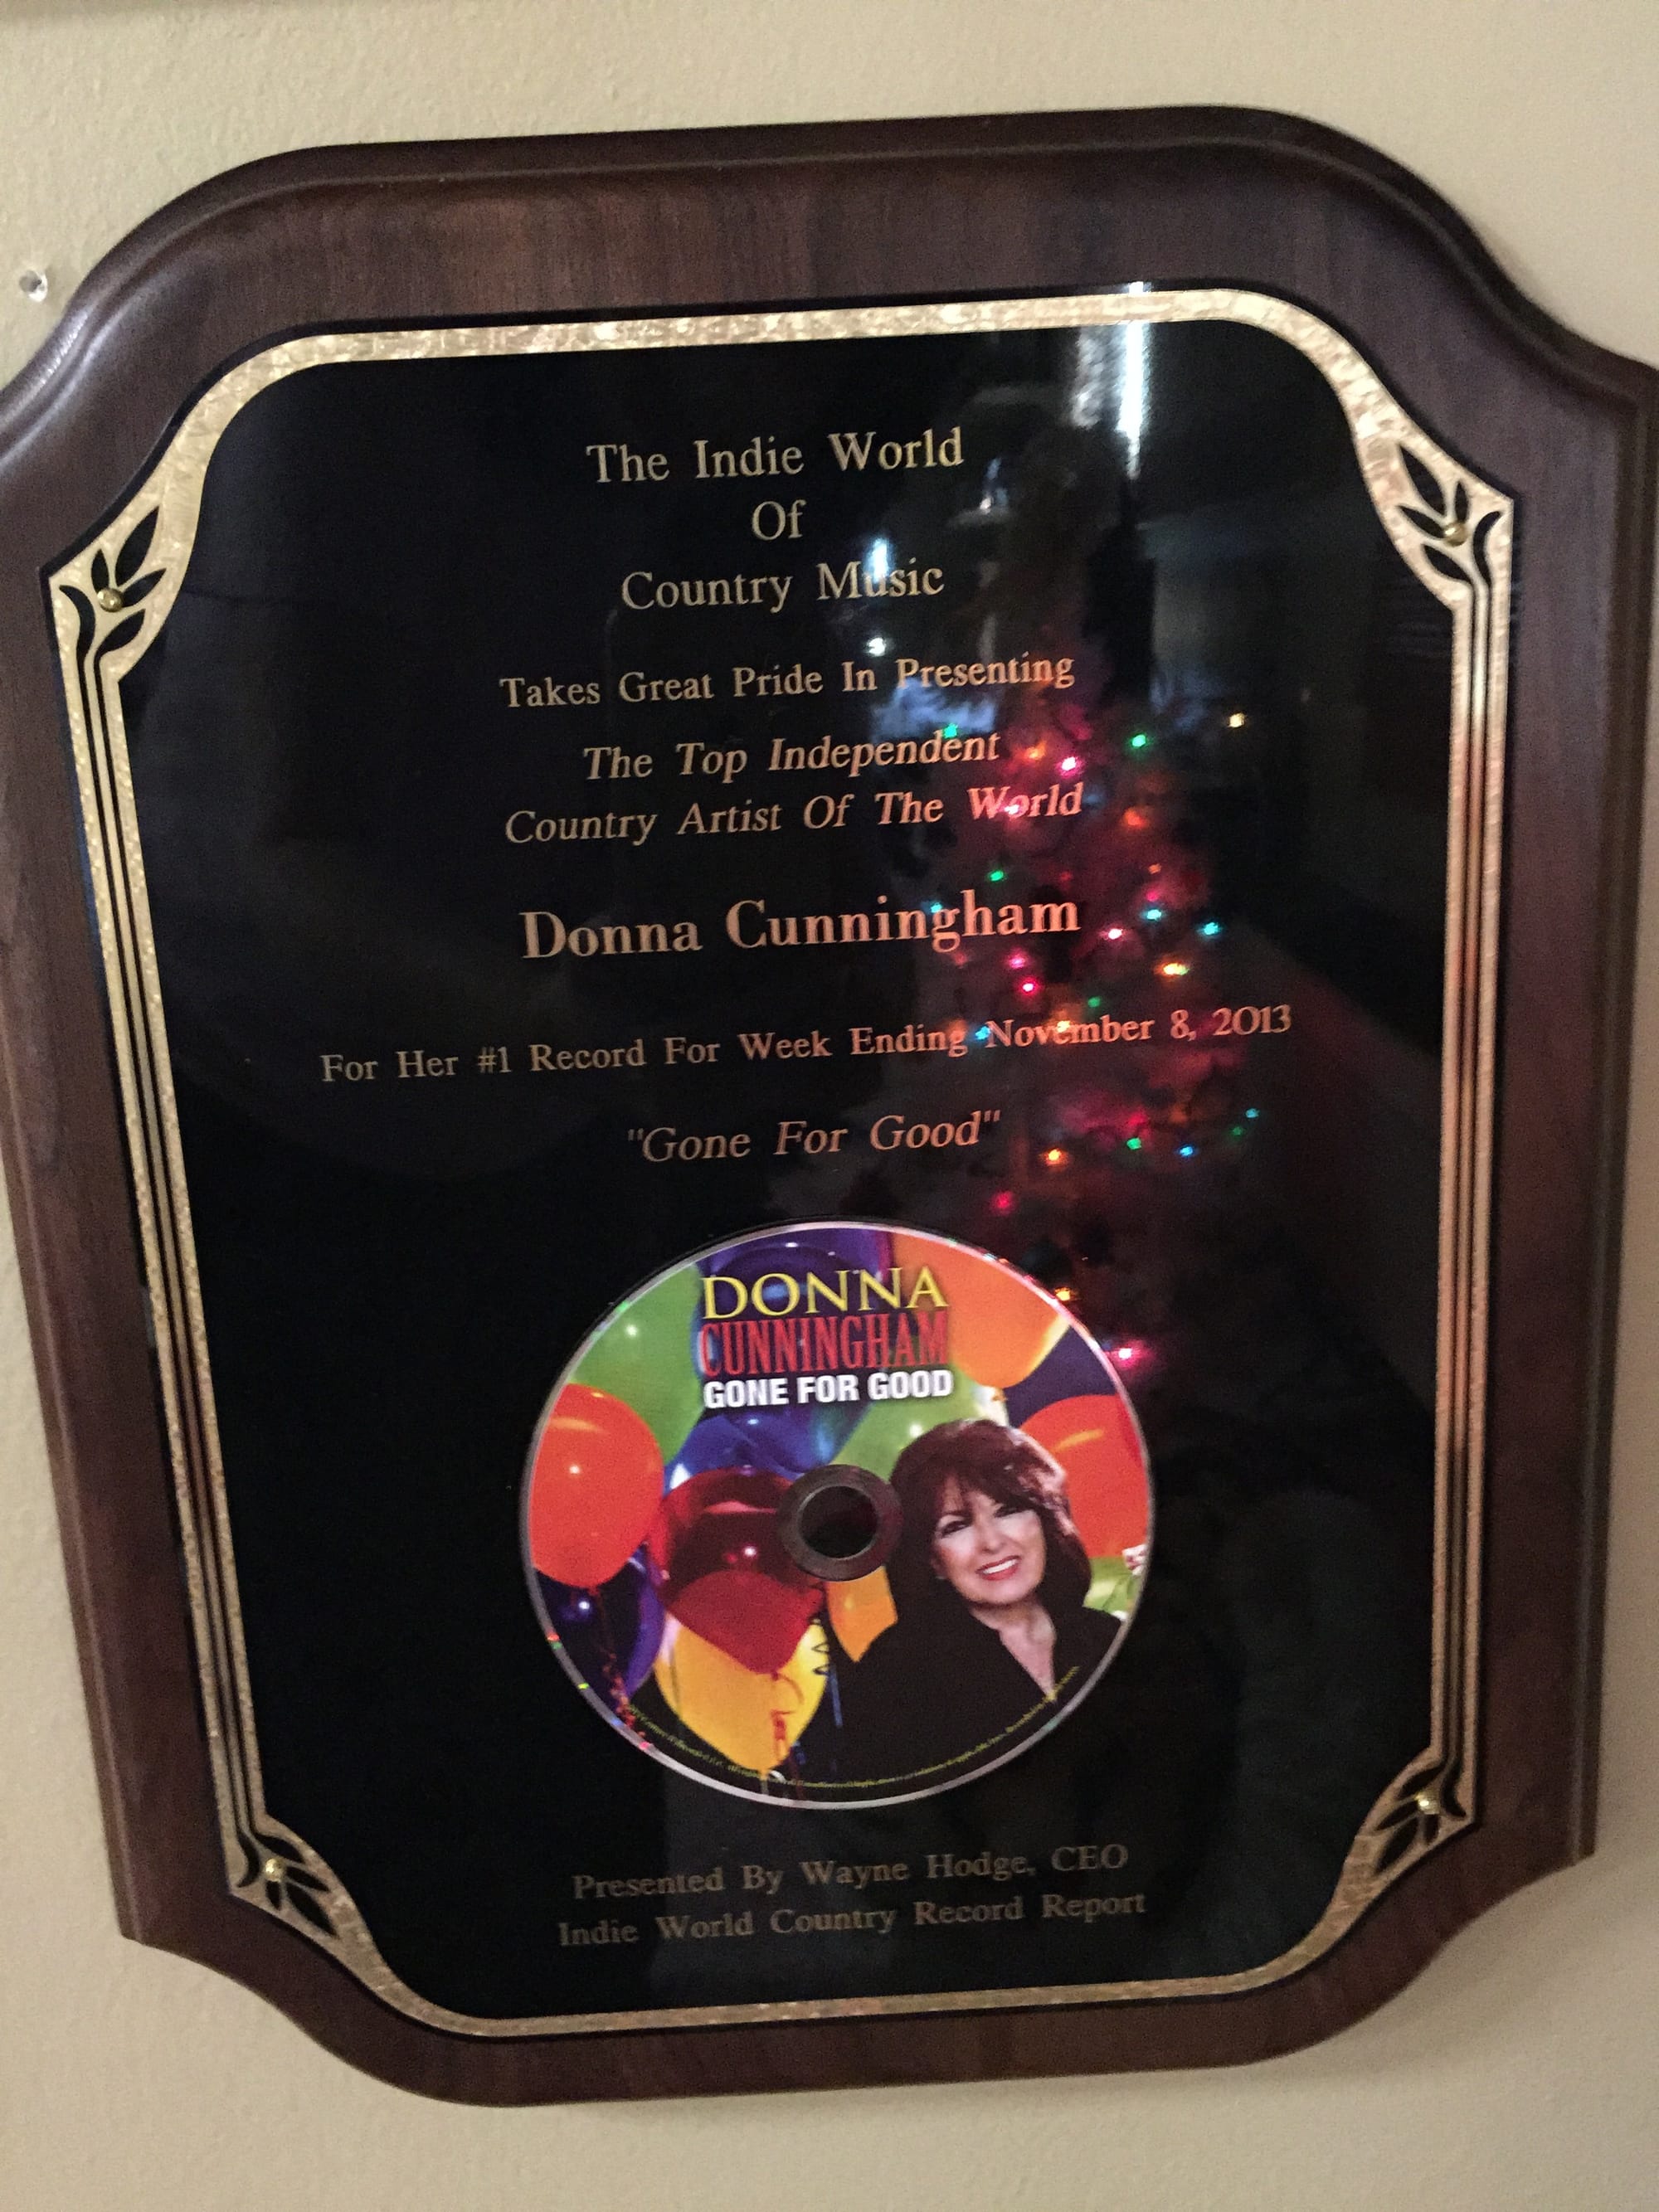 The Indie World
Of
Country Music
Takes Great Pride In Presenting
The Top Independent
Country Artist Of The World
Donna Cunningham
For Her #1 Record For Week Ending November 8, 2013
"Gone For Good"
DONNA
CUNNINGHAM
GONE FOR GOOD
Presented By Wayne Hodge, CEO
Indie World Country Record Report